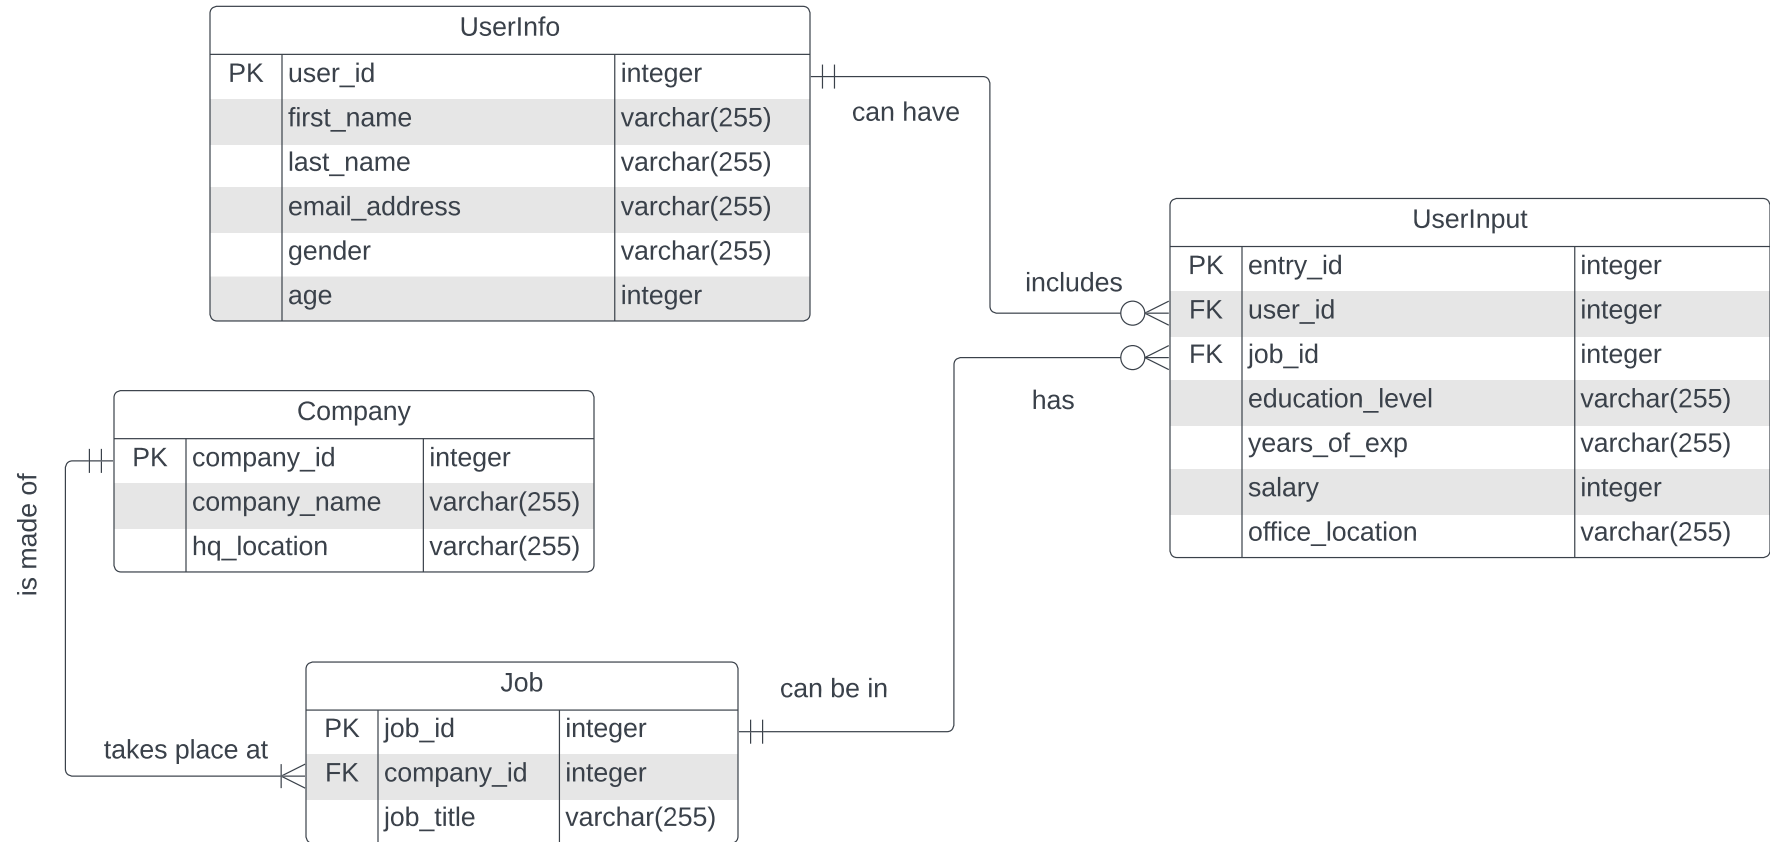 UserInfo
PK user_id integer
first_name varchar(255)
last_name varchar(255)
email_address varchar(255)
gender varchar(255)
age integer
can have
includes
UserInput
PK entry_id integer
FK user_id integer
FK job_id integer
education_level varchar(255)
years_of_exp varchar(255)
salary integer
office_location varchar(255)
has
Company
PK company_id integer
company_name varchar(255)
hq_location varchar(255)
is made of
takes place at
Job
PK job_id integer
FK company_id integer
job_title varchar(255)
can be in